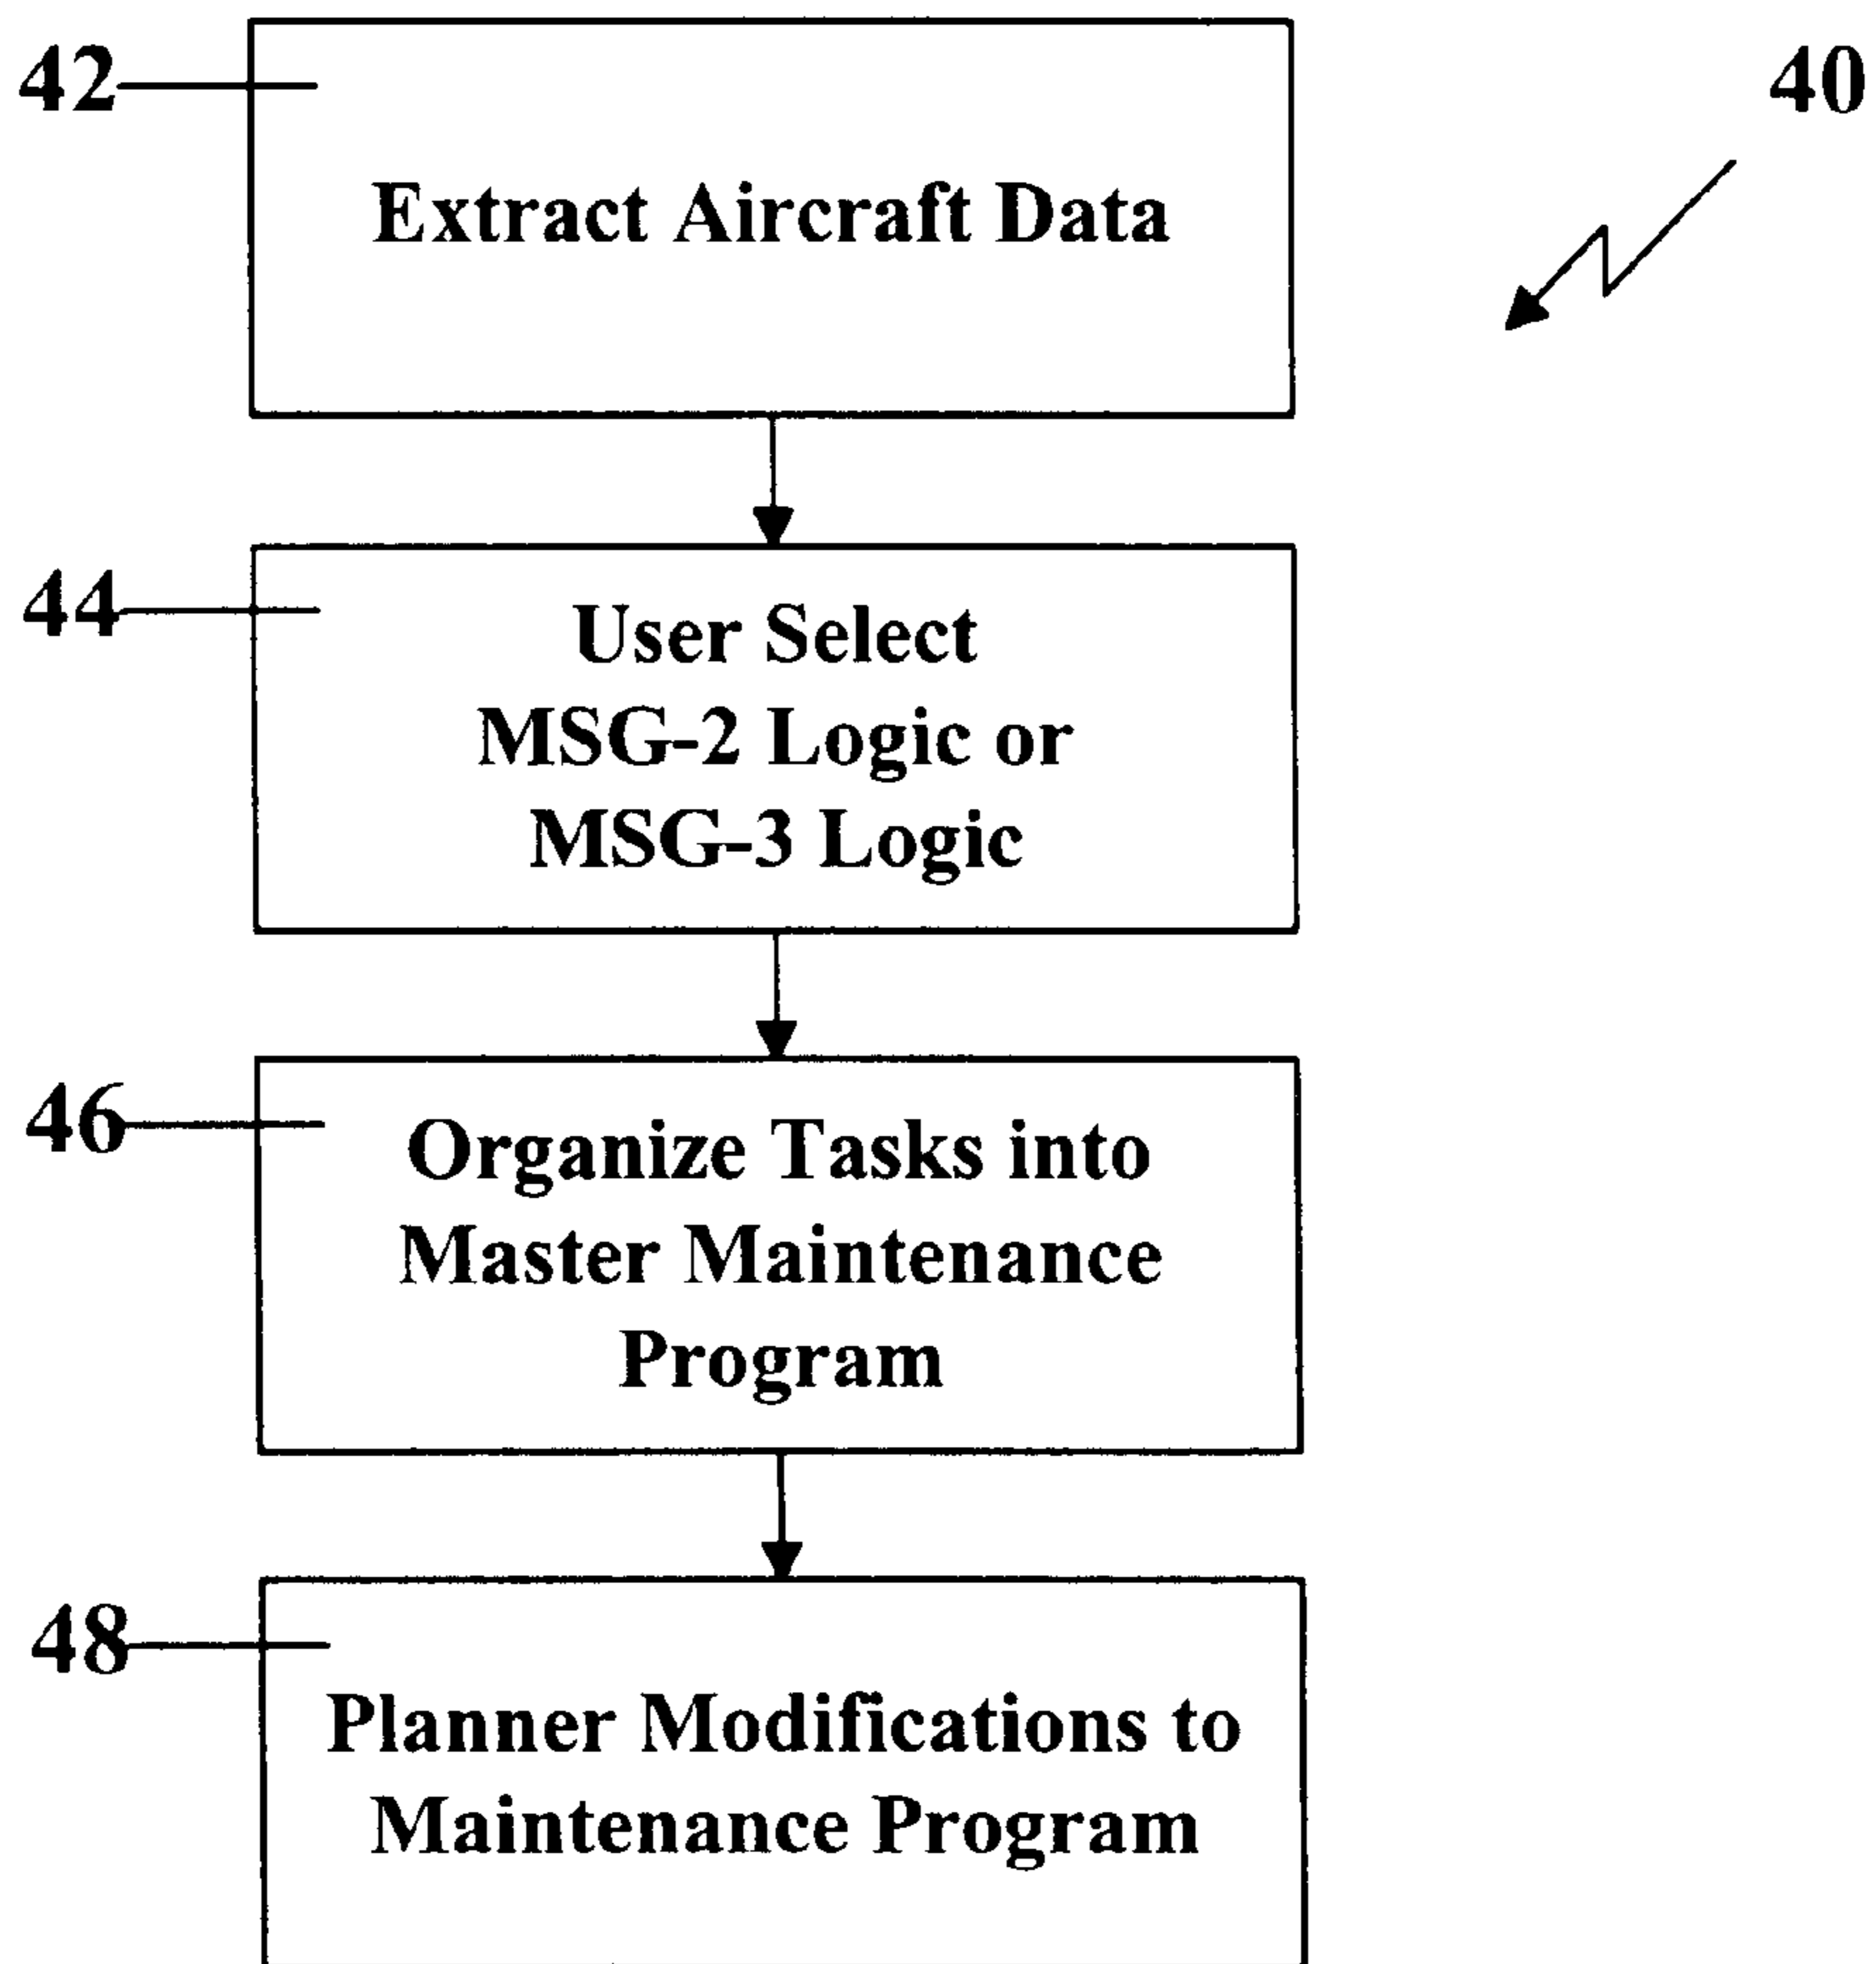 42
40
Extract Aircraft Data
44
User Select
MSG-2 Logic or
MSG-3 Logic
46
Organize Tasks into
Master Maintenance
Program
48
Planner Modifications to
Maintenance Program